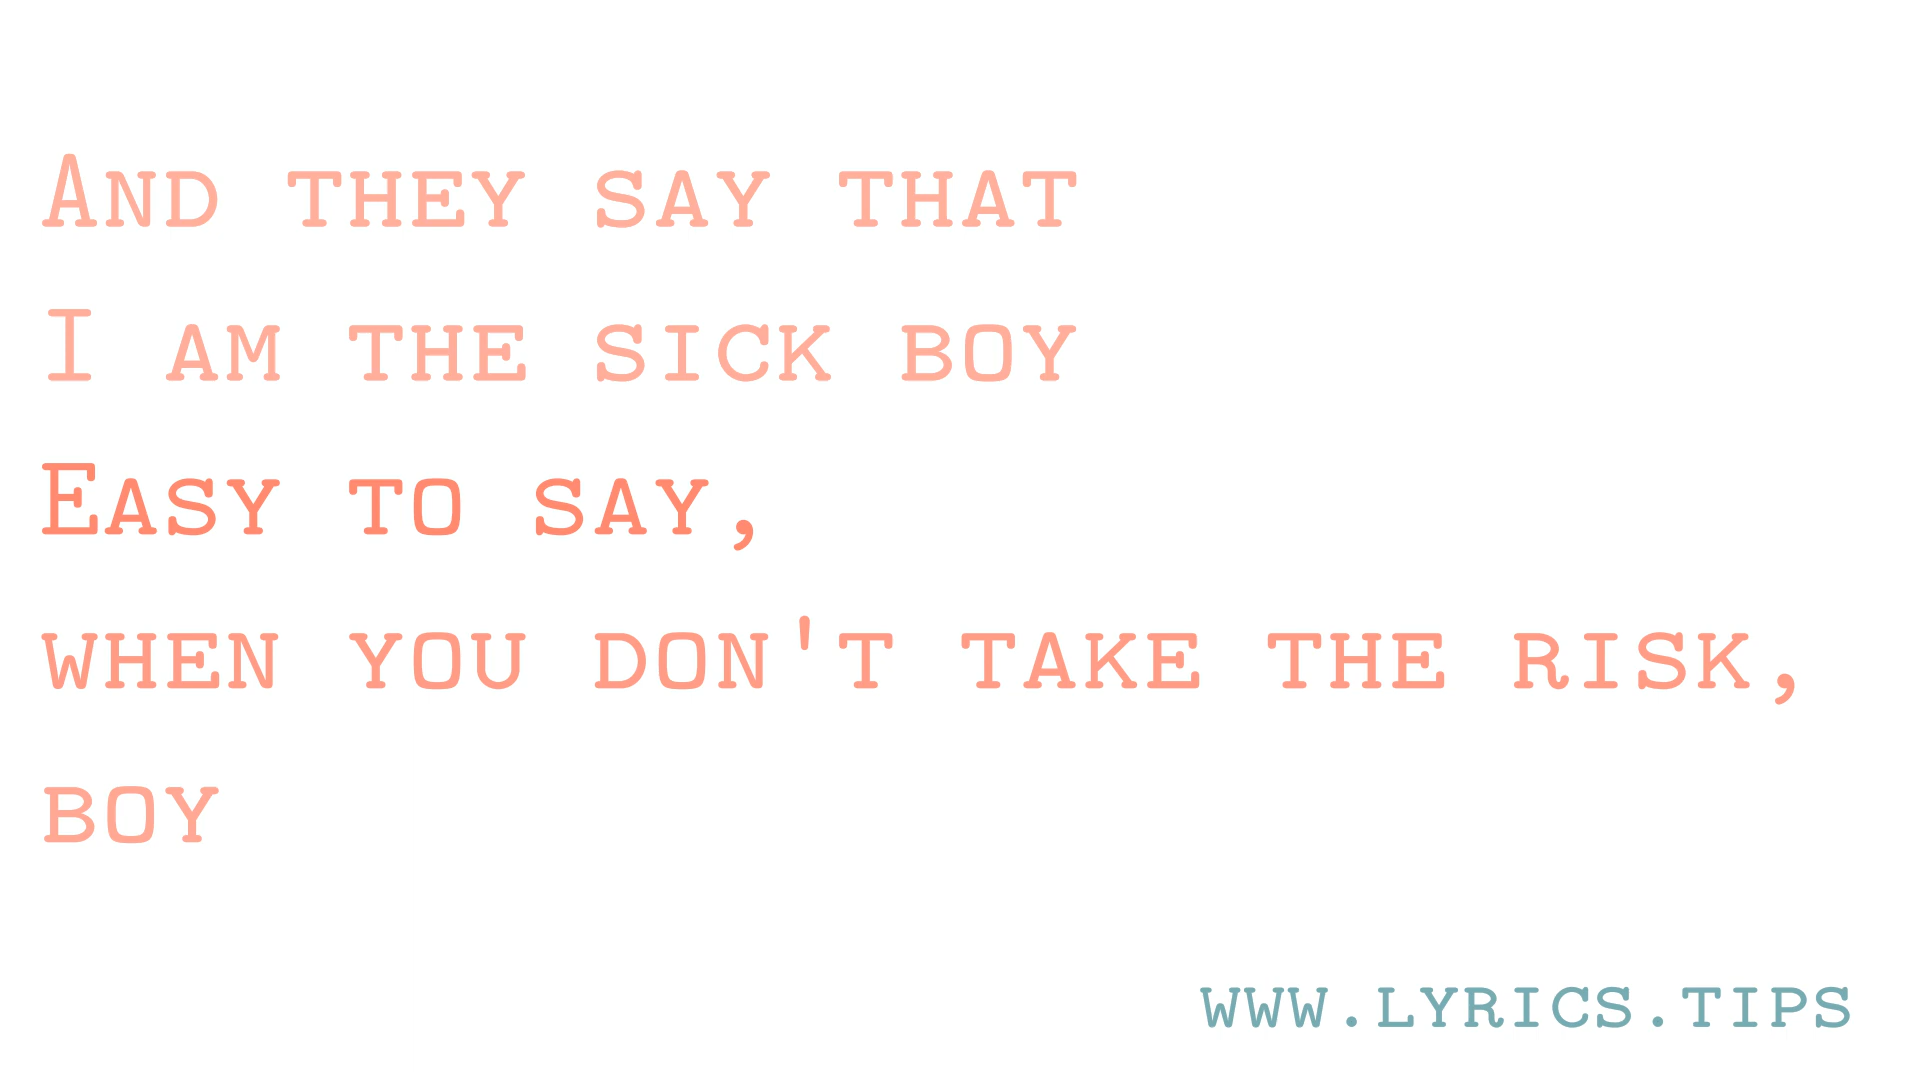 And they say that
I am the sick boy
Easy to say,
when you don't take the risk,
boy
www.lyrics.tips